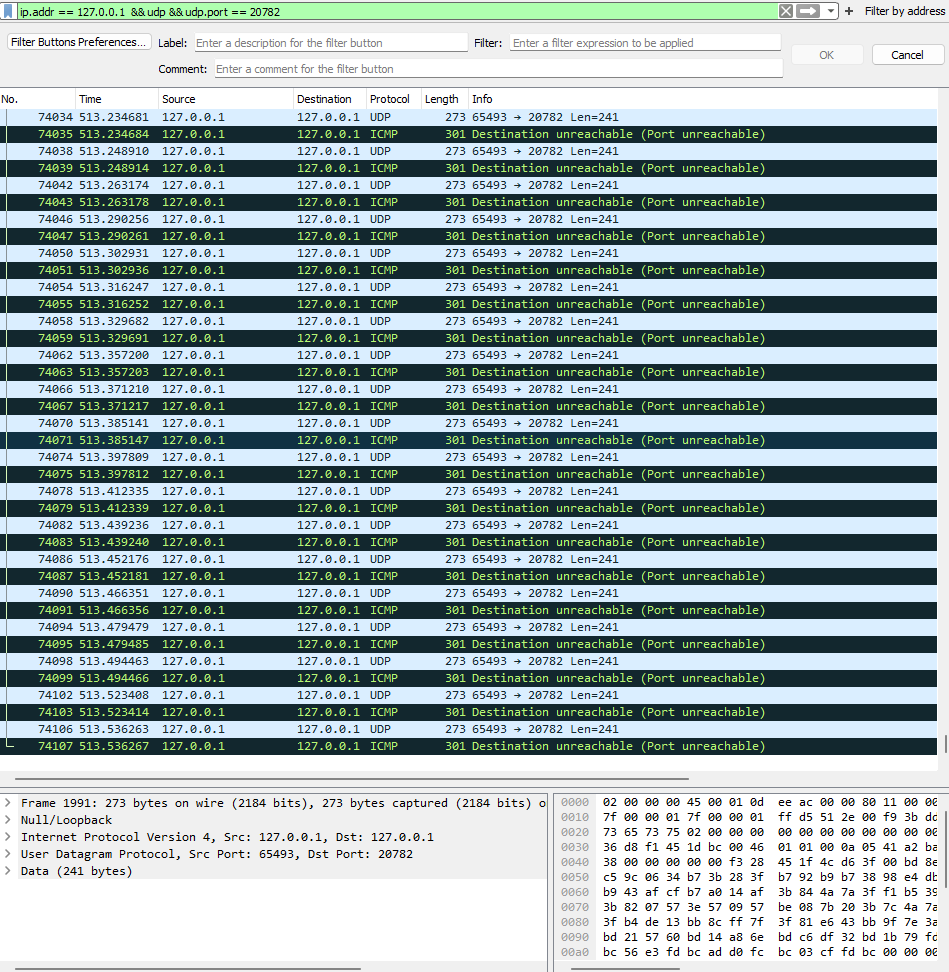 ip.addr == 127.0.0.1 && udp && udp.port == 20782 Filter by address
Filter Buttons Preferences... Label: Enter a description for the filter button Filter: Enter a filter expression to be applied OK Cancel
Comment: Enter a comment for the filter button
No. Time Source Destination Protocol Length Info
74034 513.234681 127.0.0.1 127.0.0.1 UDP 273 65493 → 20782 Len=241
74035 513.234684 127.0.0.1 127.0.0.1 ICMP 301 Destination unreachable (Port unreachable)
74038 513.248910 127.0.0.1 127.0.0.1 UDP 273 65493 → 20782 Len=241
74039 513.248914 127.0.0.1 127.0.0.1 ICMP 301 Destination unreachable (Port unreachable)
74042 513.263174 127.0.0.1 127.0.0.1 UDP 273 65493 → 20782 Len=241
74043 513.263178 127.0.0.1 127.0.0.1 ICMP 301 Destination unreachable (Port unreachable)
74046 513.290256 127.0.0.1 127.0.0.1 UDP 273 65493 → 20782 Len=241
74047 513.290261 127.0.0.1 127.0.0.1 ICMP 301 Destination unreachable (Port unreachable)
74050 513.302931 127.0.0.1 127.0.0.1 UDP 273 65493 → 20782 Len=241
74051 513.302936 127.0.0.1 127.0.0.1 ICMP 301 Destination unreachable (Port unreachable)
74054 513.316247 127.0.0.1 127.0.0.1 UDP 273 65493 → 20782 Len=241
74055 513.316252 127.0.0.1 127.0.0.1 ICMP 301 Destination unreachable (Port unreachable)
74058 513.329682 127.0.0.1 127.0.0.1 UDP 273 65493 → 20782 Len=241
74059 513.329691 127.0.0.1 127.0.0.1 ICMP 301 Destination unreachable (Port unreachable)
74062 513.357200 127.0.0.1 127.0.0.1 UDP 273 65493 → 20782 Len=241
74063 513.357203 127.0.0.1 127.0.0.1 ICMP 301 Destination unreachable (Port unreachable)
74066 513.371210 127.0.0.1 127.0.0.1 UDP 273 65493 → 20782 Len=241
74067 513.371217 127.0.0.1 127.0.0.1 ICMP 301 Destination unreachable (Port unreachable)
74070 513.385141 127.0.0.1 127.0.0.1 UDP 273 65493 → 20782 Len=241
74071 513.385147 127.0.0.1 127.0.0.1 ICMP 301 Destination unreachable (Port unreachable)
74074 513.397809 127.0.0.1 127.0.0.1 UDP 273 65493 → 20782 Len=241
74075 513.397812 127.0.0.1 127.0.0.1 ICMP 301 Destination unreachable (Port unreachable)
74078 513.412335 127.0.0.1 127.0.0.1 UDP 273 65493 → 20782 Len=241
74079 513.412339 127.0.0.1 127.0.0.1 ICMP 301 Destination unreachable (Port unreachable)
74082 513.439236 127.0.0.1 127.0.0.1 UDP 273 65493 → 20782 Len=241
74083 513.439240 127.0.0.1 127.0.0.1 ICMP 301 Destination unreachable (Port unreachable)
74086 513.452176 127.0.0.1 127.0.0.1 UDP 273 65493 → 20782 Len=241
74087 513.452181 127.0.0.1 127.0.0.1 ICMP 301 Destination unreachable (Port unreachable)
74090 513.466351 127.0.0.1 127.0.0.1 UDP 273 65493 → 20782 Len=241
74091 513.466356 127.0.0.1 127.0.0.1 ICMP 301 Destination unreachable (Port unreachable)
74094 513.479479 127.0.0.1 127.0.0.1 UDP 273 65493 → 20782 Len=241
74095 513.479485 127.0.0.1 127.0.0.1 ICMP 301 Destination unreachable (Port unreachable)
74098 513.494463 127.0.0.1 127.0.0.1 UDP 273 65493 → 20782 Len=241
74099 513.494466 127.0.0.1 127.0.0.1 ICMP 301 Destination unreachable (Port unreachable)
74102 513.523408 127.0.0.1 127.0.0.1 UDP 273 65493 → 20782 Len=241
74103 513.523414 127.0.0.1 127.0.0.1 ICMP 301 Destination unreachable (Port unreachable)
74106 513.536263 127.0.0.1 127.0.0.1 UDP 273 65493 → 20782 Len=241
74107 513.536267 127.0.0.1 127.0.0.1 ICMP 301 Destination unreachable (Port unreachable)
Frame 1991: 273 bytes on wire (2184 bits), 273 bytes captured (2184 bits) o
Null/Loopback
Internet Protocol Version 4, Src: 127.0.0.1, Dst: 127.0.0.1
User Datagram Protocol, Src Port: 65493, Dst Port: 20782
Data (241 bytes)
0000 02 00 00 00 45 00 01 0d ee ac 00 00 80 11 00 00
0010 7f 00 00 01 7f 00 00 01 ff d5 51 2e 00 f9 3b dd
0020 73 65 73 75 02 00 00 00 00 00 00 00 00 00 00 00
0030 36 d8 f1 45 1d bc 00 46 01 01 00 0a 05 41 a2 ba
0040 38 00 00 00 00 00 f3 28 45 1f 4c d6 3f 00 bd 8e
0050 c5 9c 06 34 b7 3b 28 3f b7 92 b9 b7 38 98 e4 db
0060 b9 43 af cf b7 a0 14 af 3b 84 4a 7a 3f f1 b5 39
0070 3b 82 07 57 3e 57 09 57 be 08 7b 20 3b 7c 4a 7a
0080 3f b4 de 13 bb 8c ff 7f 3f 81 e6 43 bb 9f 7e 3a
0090 bd 21 57 60 bd 14 a8 6e bd c6 df 32 bd 1b 79 fd
00a0 bc 56 e3 fd bc ad d0 fc bc 03 cf fd bc 00 00 00